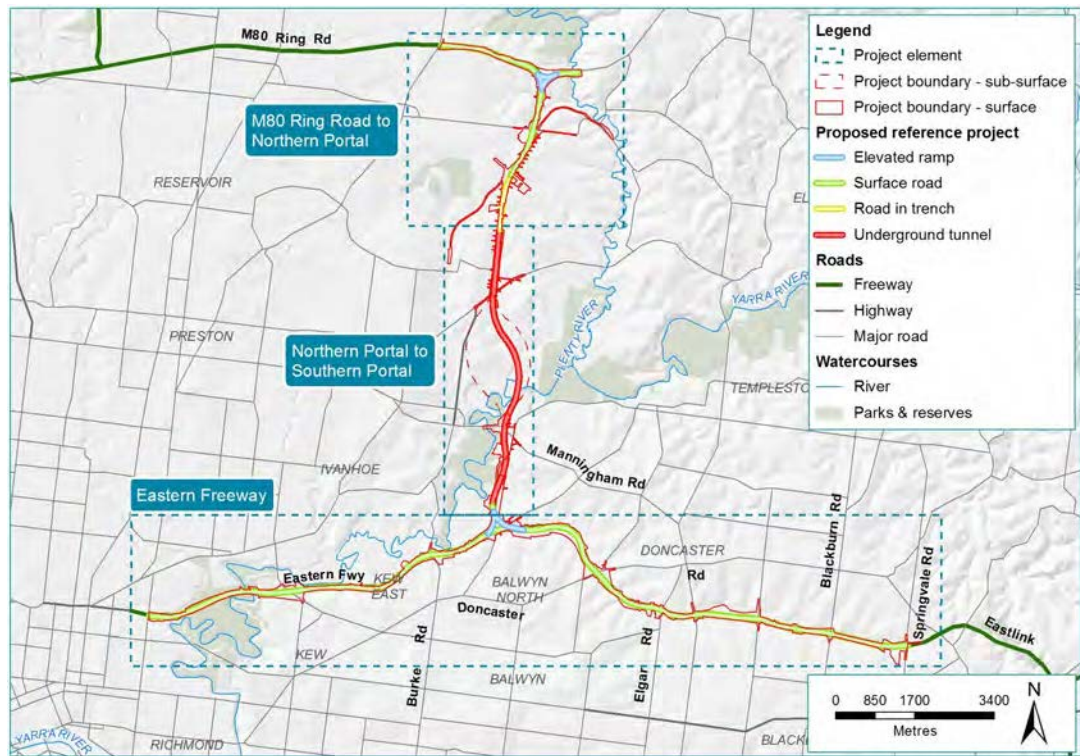 M80 Ring Rd
M80 Ring Road to
Northern Portal
RESERVOIR
PLENTY RIVER
YARRA RIVER
PRESTON
Northern Portal to
Southern Portal
IVANHOE
Manningham Rd
Eastern Freeway
Eastern Fwy
KEW
EAST
BALWYN
NORTH
DONCASTER
Doncaster
Rd
Blackburn Rd
Springvale Rd
Eastlink
KEW
Burke Rd
Elgar Rd
BALWYN
RICHMOND
YARRA RIVER
Legend
Project element
Project boundary - sub-surface
Project boundary - surface
Proposed reference project
Elevated ramp
Surface road
Road in trench
Underground tunnel
Roads
Freeway
Highway
Major road
Watercourses
River
Parks & reserves
0 850 1700 3400
Metres
N